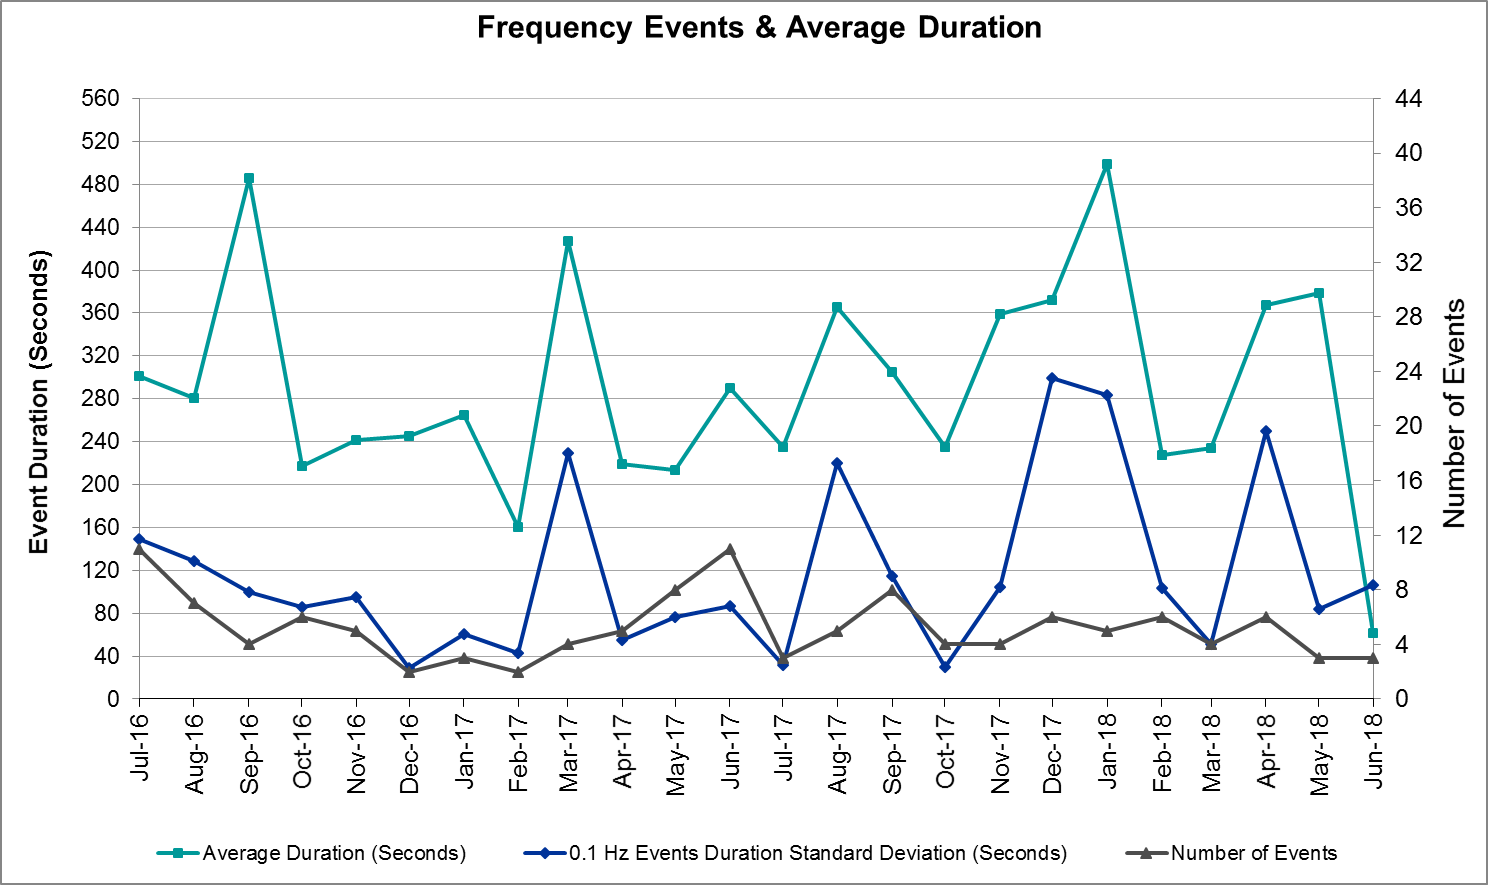 Frequency Events & Average Duration
560
520
480
440
400
360
320
280
240
200
160
120
80
40
0
Event Duration (Seconds)
44
40
36
32
28
24
20
16
12
8
4
0
Number of Events
Jul-16
Aug-16
Sep-16
Oct-16
Nov-16
Dec-16
Jan-17
Feb-17
Mar-17
Apr-17
May-17
Jun-17
Jul-17
Aug-17
Sep-17
Oct-17
Nov-17
Dec-17
Jan-18
Feb-18
Mar-18
Apr-18
May-18
Jun-18
Average Duration (Seconds)
0.1 Hz Events Duration Standard Deviation (Seconds)
Number of Events